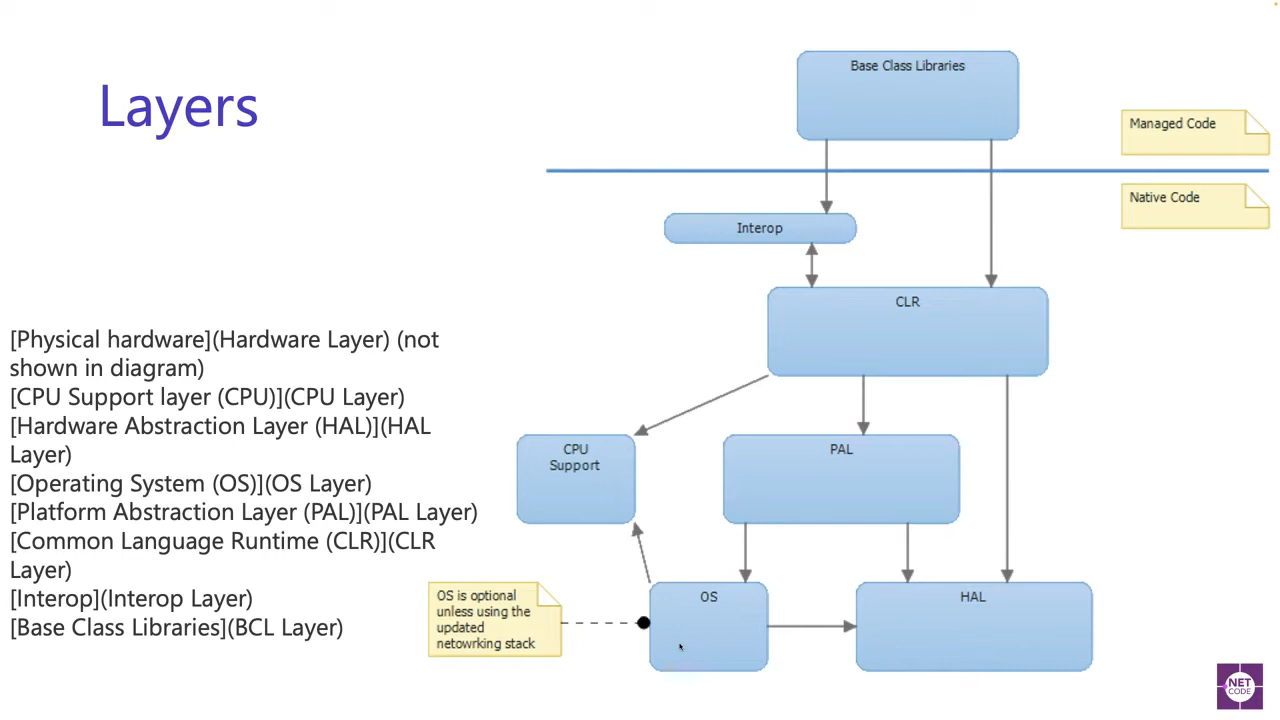 Layers
[Physical hardware](Hardware Layer) (not
shown in diagram)
[CPU Support layer (CPU)](CPU Layer)
[Hardware Abstraction Layer (HAL)](HAL
Layer)
[Operating System (OS)](OS Layer)
[Platform Abstraction Layer (PAL)](PAL Layer)
[Common Language Runtime (CLR)](CLR
Layer)
[Interop](Interop Layer)
[Base Class Libraries](BCL Layer)
Base Class Libraries
Managed Code
Native Code
Interop
CLR
CPU
Support
PAL
OS is optional
unless using the
updated
netowrking stack
OS
HAL
NET
CODE